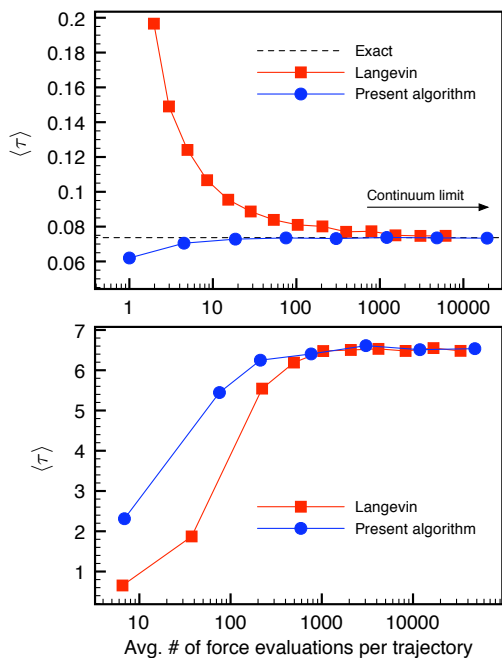 0.2
0.18
0.16
0.14
0.12
0.1
0.08
0.06
⟨τ⟩
Exact
Langevin
Present algorithm
Continuum limit
1 10 100 1000 10000
7
6
5
4
3
2
1
⟨τ⟩
Langevin
Present algorithm
10 100 1000 10000
Avg. # of force evaluations per trajectory